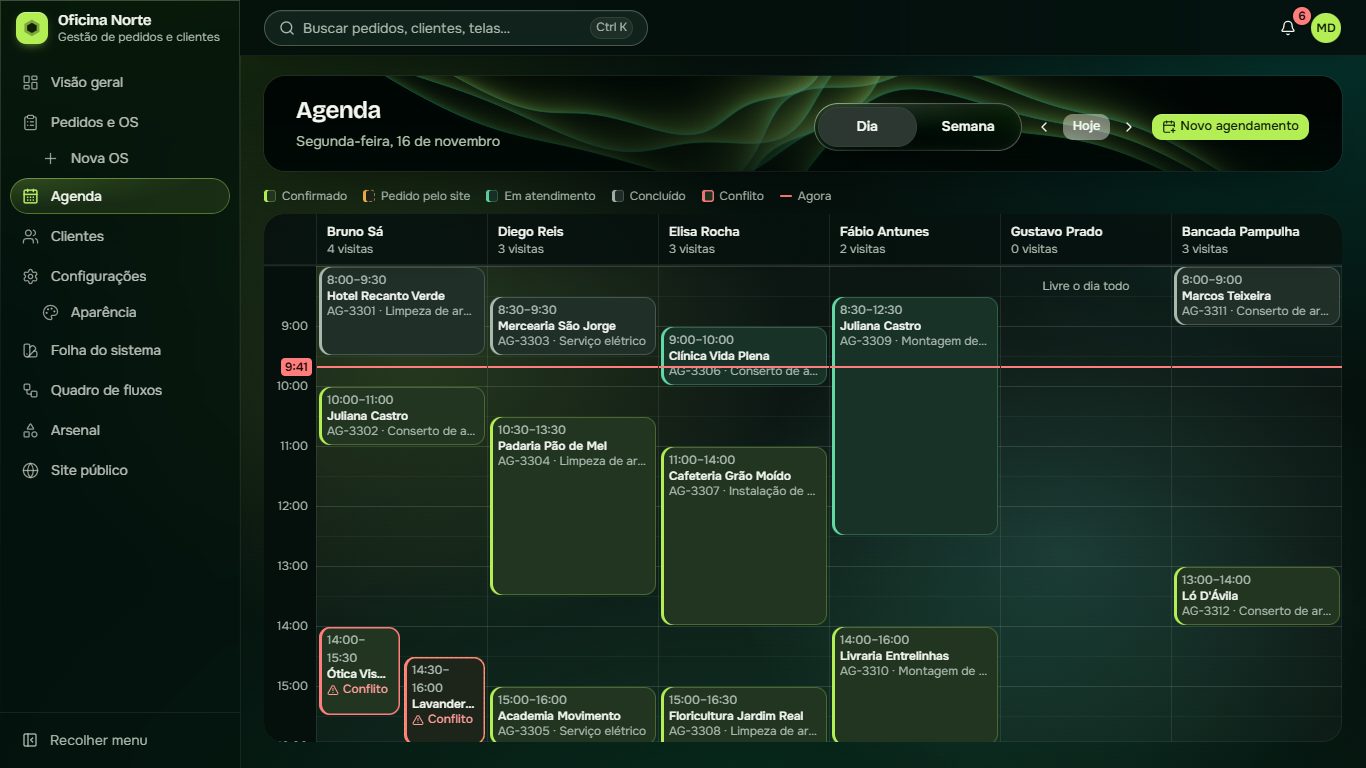 Oficina Norte
Gestão de pedidos e clientes
Buscar pedidos, clientes, telas...
Ctrl K
6
MD
Visão geral
Pedidos e OS
Nova OS
Agenda
Clientes
Configurações
Aparência
Folha do sistema
Quadro de fluxos
Arsenal
Site público
Recolher menu
Agenda
Segunda-feira, 16 de novembro
Dia
Semana
Hoje
Novo agendamento
Confirmado
Pedido pelo site
Em atendimento
Concluído
Conflito
Agora
Bruno Sá
4 visitas
Diego Reis
3 visitas
Elisa Rocha
3 visitas
Fábio Antunes
2 visitas
Gustavo Prado
0 visitas
Bancada Pampulha
3 visitas
9:00
9:41
10:00
11:00
12:00
13:00
14:00
15:00
8:00–9:30
Hotel Recanto Verde
AG-3301 · Limpeza de ar...
10:00–11:00
Juliana Castro
AG-3302 · Conserto de a...
14:00–
15:30
Ótica Vis...
Conflito
14:30–
16:00
Lavander...
Conflito
8:30–9:30
Mercearia São Jorge
AG-3303 · Serviço elétrico
10:30–13:30
Padaria Pão de Mel
AG-3304 · Limpeza de ar...
15:00–16:00
Academia Movimento
AG-3305 · Serviço elétrico
9:00–10:00
Clínica Vida Plena
AG-3306 · Conserto de a...
11:00–14:00
Cafeteria Grão Moído
AG-3307 · Instalação de ...
15:00–16:30
Floricultura Jardim Real
AG-3308 · Limpeza de ar...
8:30–12:30
Juliana Castro
AG-3309 · Montagem de...
14:00–16:00
Livraria Entrelinhas
AG-3310 · Montagem de ...
Livre o dia todo
8:00–9:00
Marcos Teixeira
AG-3311 · Conserto de ar...
13:00–14:00
Ló D'Ávila
AG-3312 · Conserto de ar...